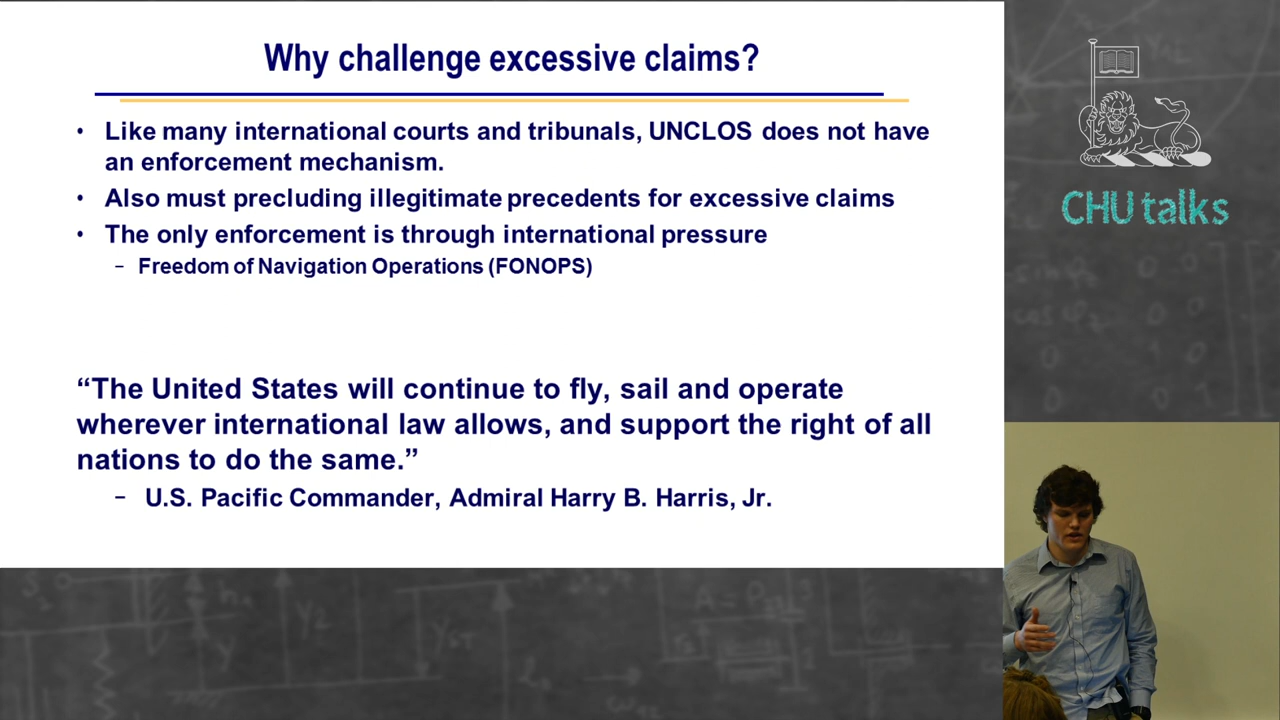 Why challenge excessive claims?
• Like many international courts and tribunals, UNCLOS does not have
an enforcement mechanism.
• Also must precluding illegitimate precedents for excessive claims
• The only enforcement is through international pressure
– Freedom of Navigation Operations (FONOPS)
“The United States will continue to fly, sail and operate
wherever international law allows, and support the right of all
nations to do the same.”
– U.S. Pacific Commander, Admiral Harry B. Harris, Jr.
CHU talks